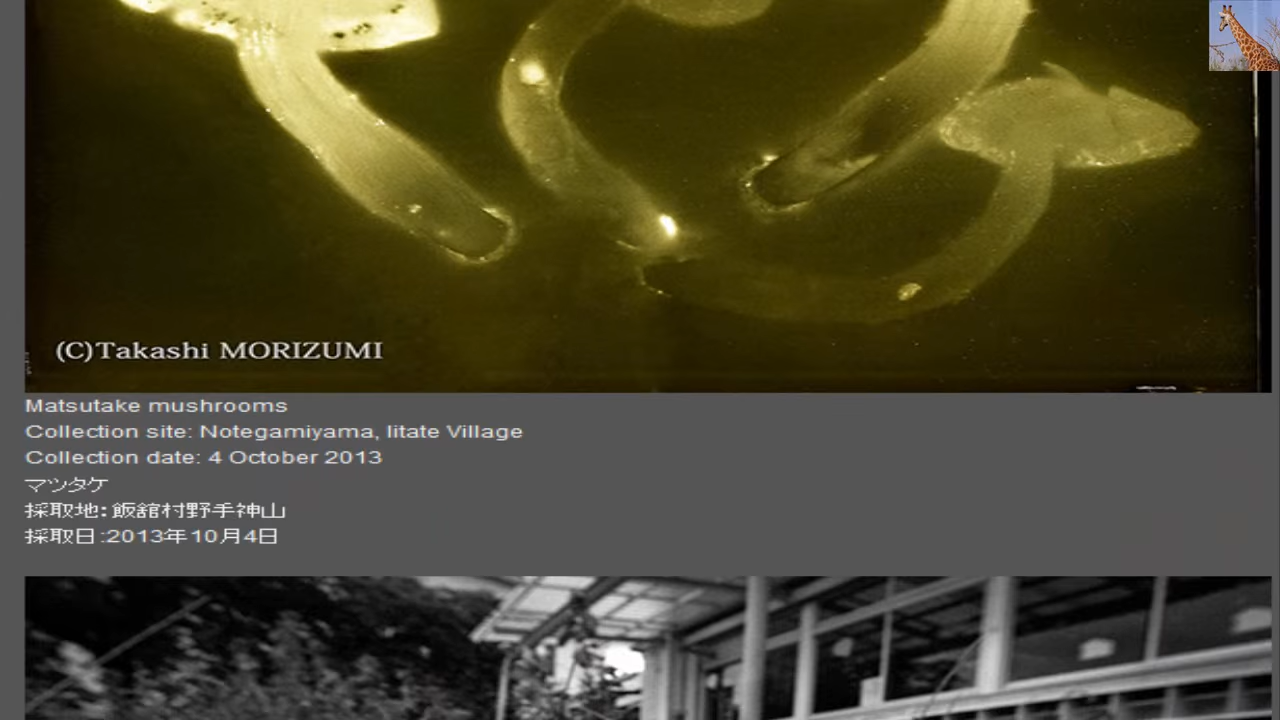 (C)Takashi MORIZUMI
Matsutake mushrooms
Collection site: Notegamiyama, Iitate Village
Collection date: 4 October 2013
マツタケ
採取地:飯舘村野手神山
採取日:2013年10月4日